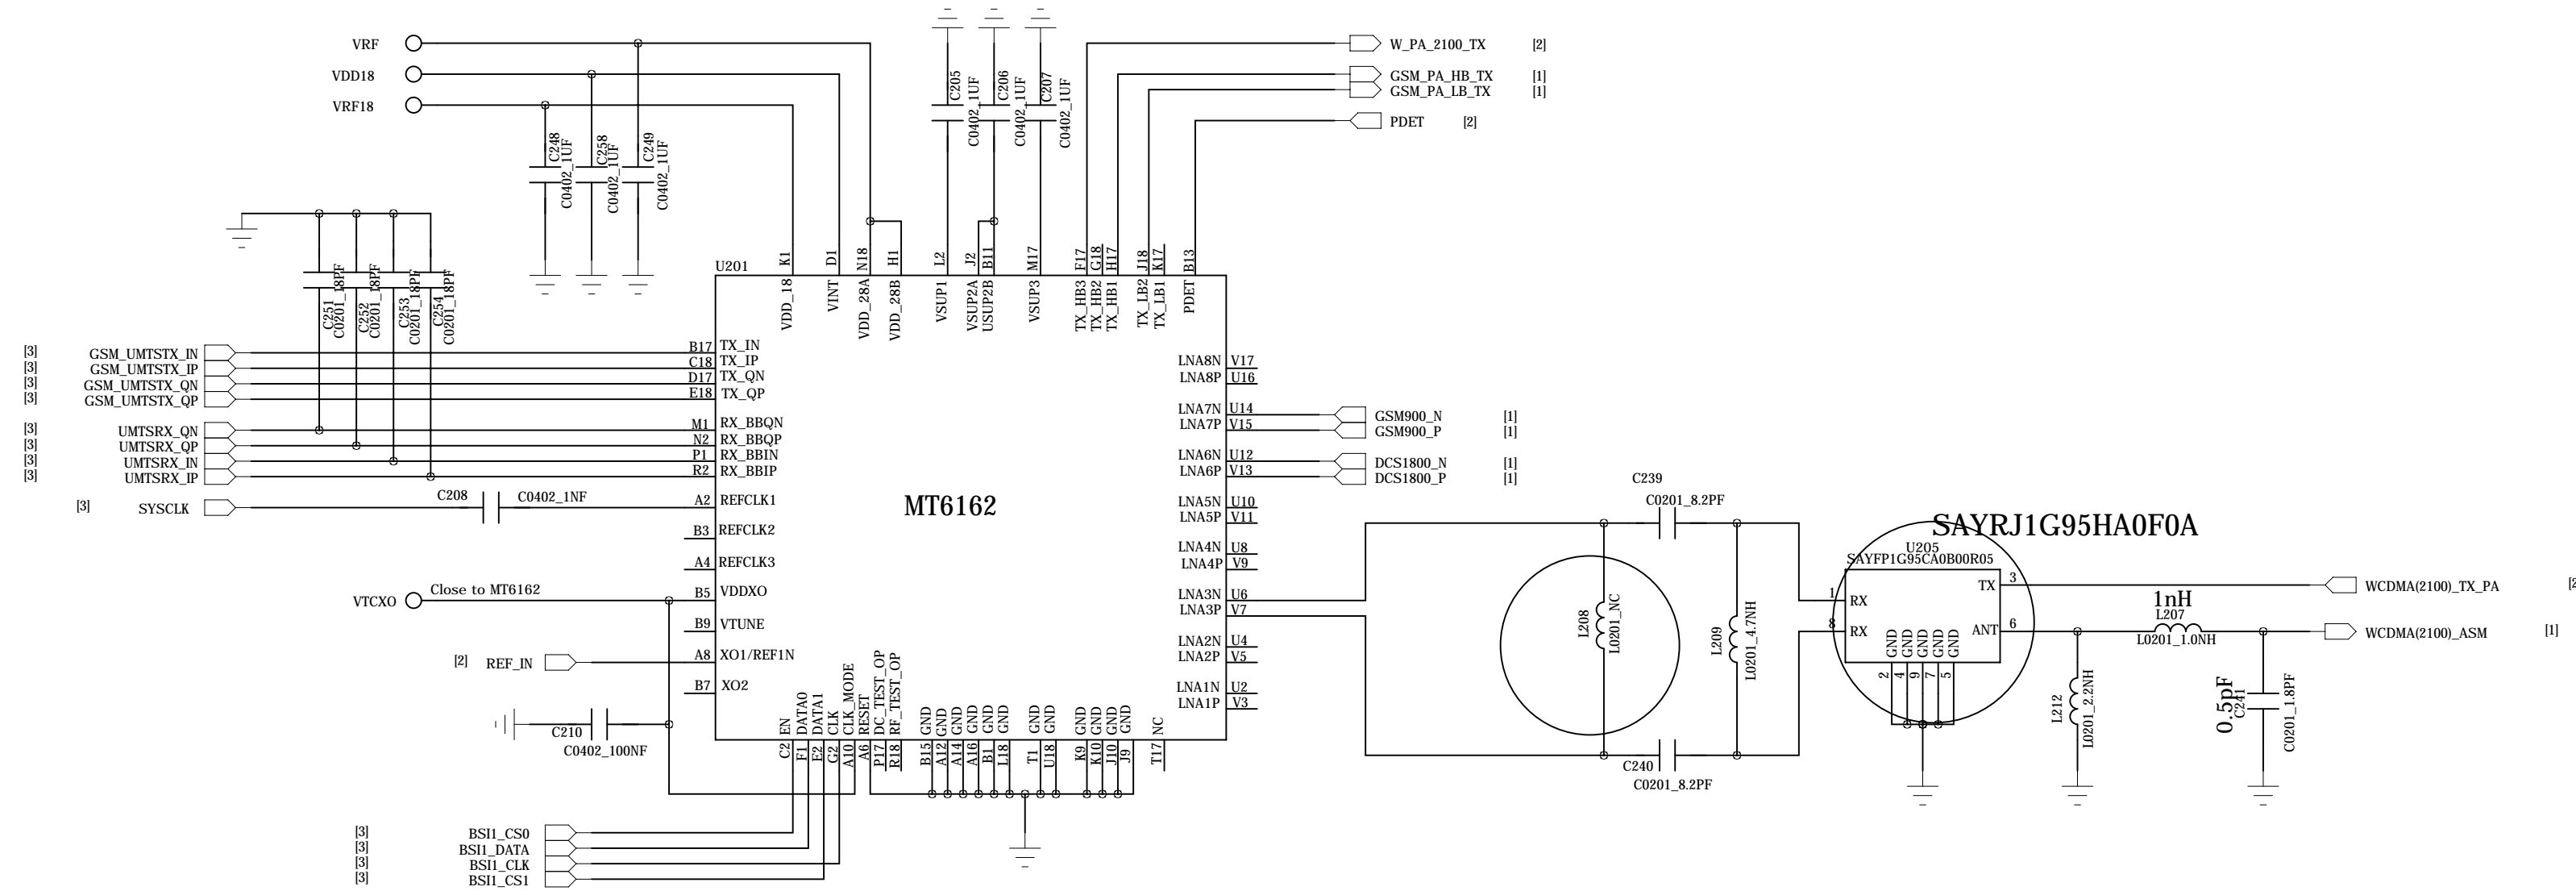 VRF
VDD18
VRF18
C248
C0402_1UF
C258
C0402_1UF
C249
C0402_1UF
C205
C0402_1UF
C206
C0402_1UF
C207
C0402_1UF
W_PA_2100_TX [2]
GSM_PA_HB_TX [1]
GSM_PA_LB_TX [1]
PDET [2]
C251
C0201_18PF
C252
C0201_18PF
C253
C0201_18PF
C254
C0201_18PF
U201
K1
D1
N18
H1
L2
J2
B11
M17
F17
G18
H17
J18
K17
B13
VDD_18
VINT
VDD_28A
VDD_28B
VSUP1
VSUP2A
USUP2B
VSUP3
TX_HB3
TX_HB2
TX_HB1
TX_LB2
TX_LB1
PDET
[3] GSM_UMTSTX_IN B17 TX_IN
[3] GSM_UMTSTX_IP C18 TX_IP
[3] GSM_UMTSTX_QN D17 TX_QN
[3] GSM_UMTSTX_QP E18 TX_QP
[3] UMTSRX_QN M1 RX_BBQN
[3] UMTSRX_QP N2 RX_BBQP
[3] UMTSRX_IN P1 RX_BBIN
[3] UMTSRX_IP R2 RX_BBIP
[3] SYSCLK C208 C0402_1NF A2 REFCLK1
B3 REFCLK2
A4 REFCLK3
VTCXO Close to MT6162 B5 VDDXO
B9 VTUNE
[2] REF_IN A8 XO1/REF1N
B7 XO2
C210
C0402_100NF
MT6162
LNA8N V17
LNA8P U16
LNA7N U14 GSM900_N [1]
LNA7P V15 GSM900_P [1]
LNA6N U12 DCS1800_N [1]
LNA6P V13 DCS1800_P [1]
LNA5N U10
LNA5P V11
LNA4N U8
LNA4P V9
LNA3N U6
LNA3P V7
LNA2N U4
LNA2P V5
LNA1N U2
LNA1P V3
EN
DATA0
DATA1
CLK
CLK_MODE
RESET
DC_TEST_OP
RF_TEST_OP
GND
GND
GND
GND
GND
GND
GND
GND
GND
GND
GND
GND
NC
C2
F1
E2
G2
A10
A6
P17
R18
B15
A12
A14
A16
B1
L18
T1
U18
K9
K10
J10
J9
T17
[3] BSI1_CS0
[3] BSI1_DATA
[3] BSI1_CLK
[3] BSI1_CS1
C239
C0201_8.2PF
L208
L0201_NC
L209
L0201_4.7NH
C240
C0201_8.2PF
SAYRJ1G95HA0F0A
U205
SAYFP1G95CA0B00R05
1 RX
8 RX
TX 3
ANT 6
GND
GND
GND
GND
GND
2
4
9
7
5
WCDMA(2100)_TX_PA
1nH
L207
L0201_1.0NH
WCDMA(2100)_ASM [1]
L212
L0201_2.2NH
0.5pF
C241
C0201_1.8PF